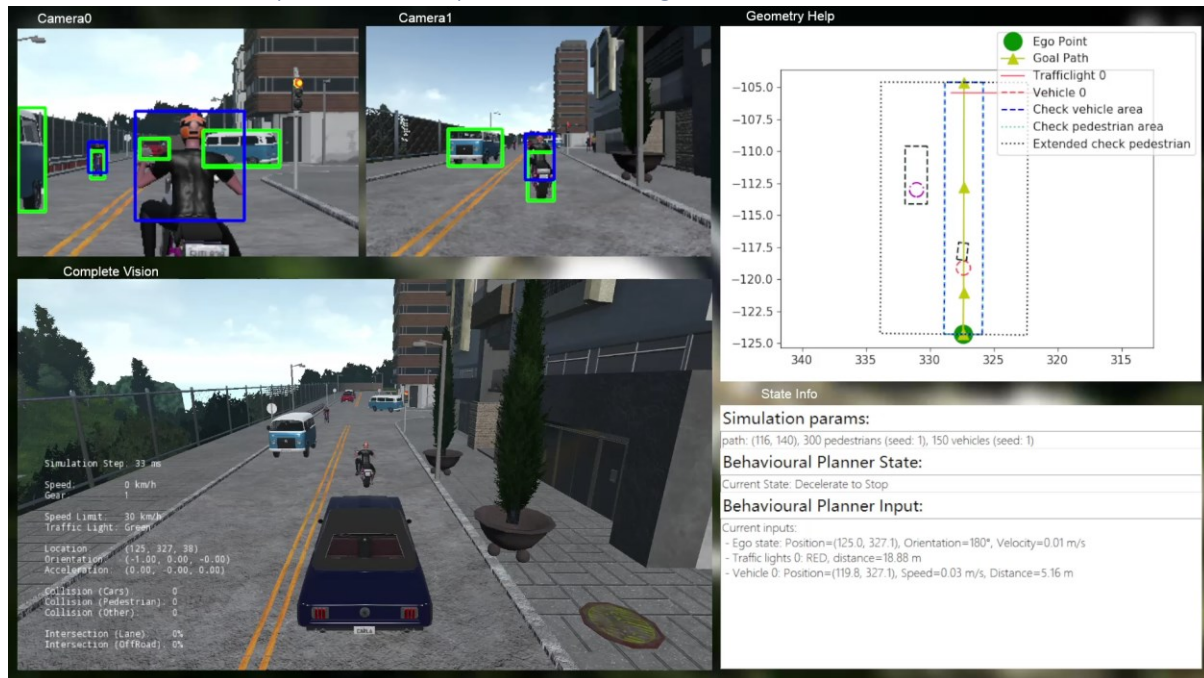 Camera0
Camera1
Geometry Help
Ego Point
Goal Path
Trafficlight 0
Vehicle 0
Check vehicle area
Check pedestrian area
Extended check pedestrian
−105.0
−107.5
−110.0
−112.5
−115.0
−117.5
−120.0
−122.5
−125.0
340
335
330
325
320
315
Complete Vision
Simulation Step: 33 ms
Speed: 0 km/h
Gear 1
Speed Limit: 30 km/h
Traffic Light: Green
Location (125, 327, 38)
Orientation (-1.00, 0.00, -0.00)
Acceleration (0.00, -0.00, 0.00)
Collision (Cars) 0
Collision (Pedestrian) 0
Collision (Other): 0
Intersection (Lane) 0%
Intersection (OffRoad) 0%
State Info
Simulation params:
path: (116, 140), 300 pedestrians (seed: 1), 150 vehicles (seed: 1)
Behavioural Planner State:
Current State: Decelerate to Stop
Behavioural Planner Input:
Current inputs:
- Ego state: Position=(125.0, 327.1), Orientation=180°, Velocity=0.01 m/s
- Traffic lights 0: RED, distance=18.88 m
- Vehicle 0: Position=(119.8, 327.1), Speed=0.03 m/s, Distance=5.16 m